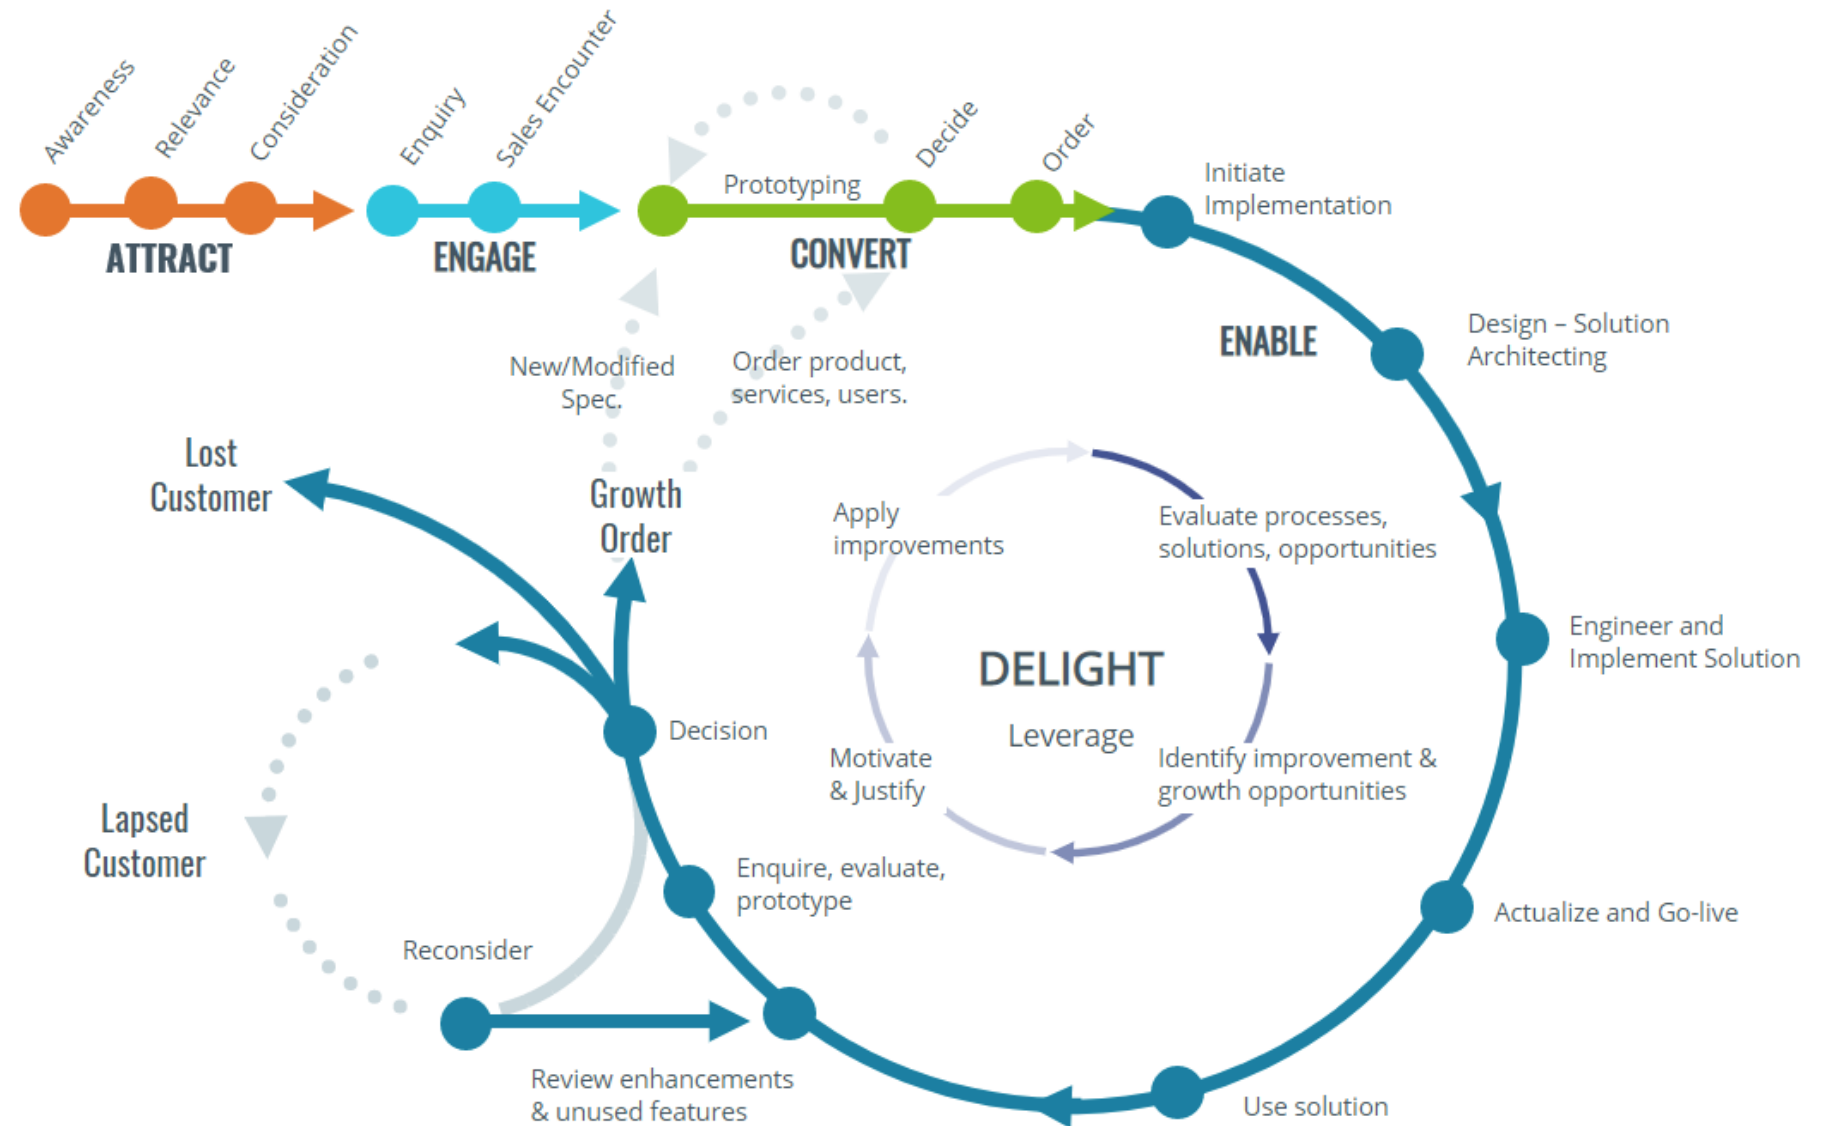 Awareness
Relevance
Consideration
Enquiry
Sales Encounter
Decide
Order
Prototyping
ATTRACT
ENGAGE
CONVERT
Initiate
Implementation
ENABLE
Design – Solution
Architecting
New/Modified
Spec.
Order product,
services, users.
Lost
Customer
Growth
Order
Apply
improvements
Evaluate processes,
solutions, opportunities
Engineer and
Implement Solution
DELIGHT
Leverage
Decision
Motivate
& Justify
Identify improvement &
growth opportunities
Lapsed
Customer
Enquire, evaluate,
prototype
Actualize and Go-live
Reconsider
Review enhancements
& unused features
Use solution